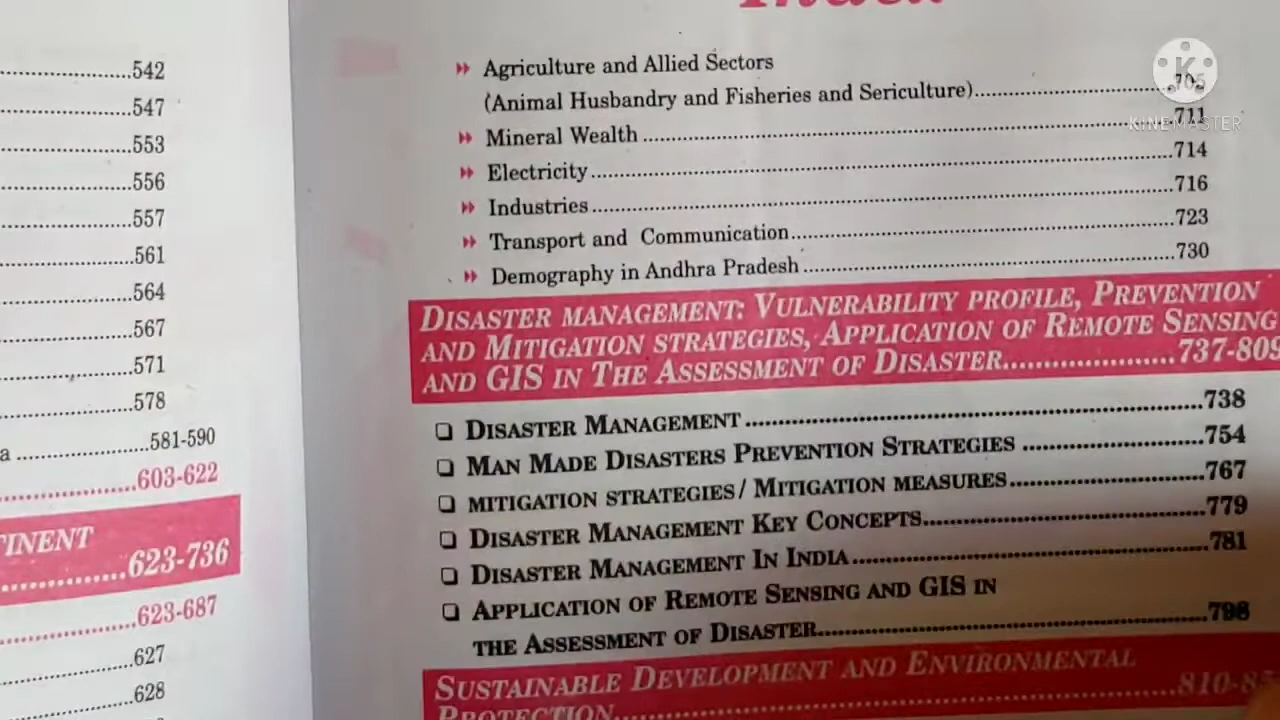 .....542
.....547
.....553
.....556
.....557
.....561
.....564
.....567
.....571
.....578
a .....581-590
.....603-622
TINENT
.....623-736
.....623-687
.....627
.....628
Agriculture and Allied Sectors
(Animal Husbandry and Fisheries and Sericulture).....705
Mineral Wealth.....711
Electricity.....714
Industries.....716
Transport and Communication.....723
Demography in Andhra Pradesh.....730
DISASTER MANAGEMENT: VULNERABILITY PROFILE, PREVENTION
AND MITIGATION STRATEGIES, APPLICATION OF REMOTE SENSING
AND GIS IN THE ASSESSMENT OF DISASTER.....737-809
DISASTER MANAGEMENT.....738
MAN MADE DISASTERS PREVENTION STRATEGIES.....754
MITIGATION STRATEGIES/ MITIGATION MEASURES.....767
DISASTER MANAGEMENT KEY CONCEPTS.....779
DISASTER MANAGEMENT IN INDIA.....781
APPLICATION OF REMOTE SENSING AND GIS IN
THE ASSESSMENT OF DISASTER.....798
SUSTAINABLE DEVELOPMENT AND ENVIRONMENTAL
PROTECTION.....
K
KINEMASTER